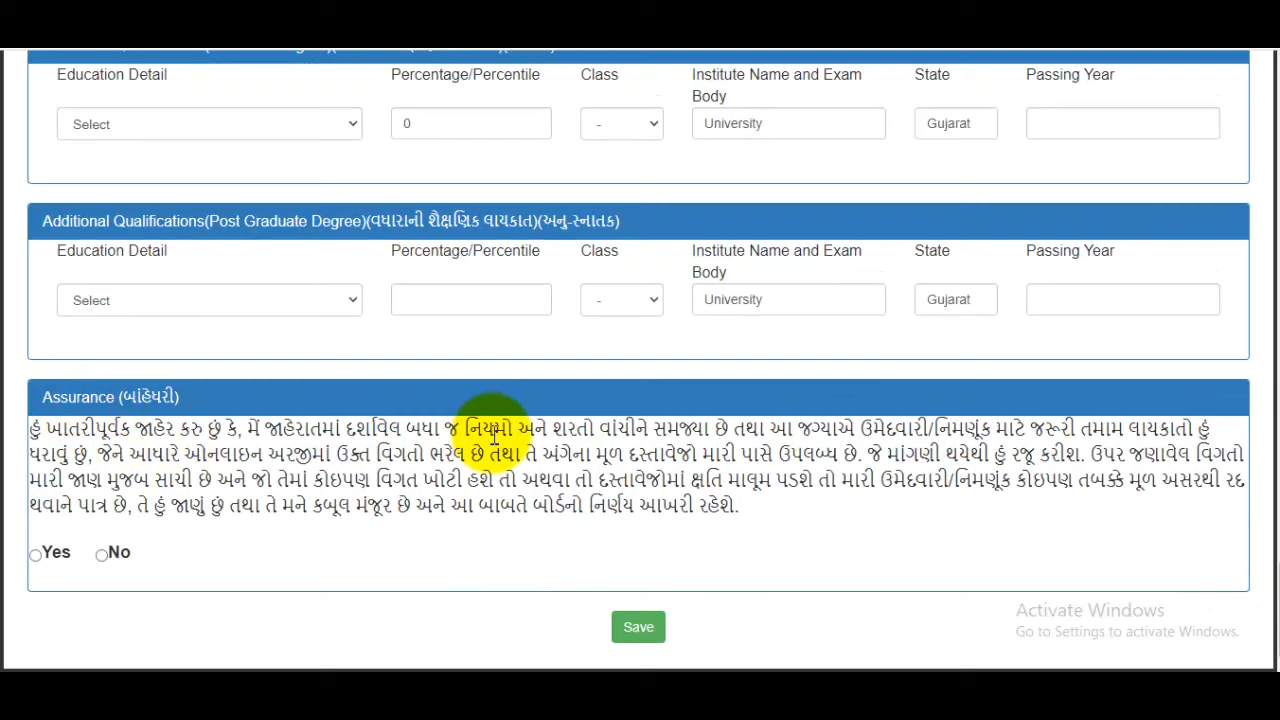 Education Detail Percentage/Percentile Class Institute Name and Exam Body State Passing Year
Select 0 - University Gujarat
Additional Qualifications(Post Graduate Degree)(વધારાની શૈક્ષણિક લાયકાત)(અનુ-સ્નાતક)
Education Detail Percentage/Percentile Class Institute Name and Exam Body State Passing Year
Select - University Gujarat
Assurance (બાંહેધરી)
હું ખાતરીપૂર્વક જાહેર કરુ છું કે, મેં જાહેરાતમાં દર્શાવેલ બધા જ નિયમો અને શરતો વાંચીને સમજ્યા છે તથા આ જગ્યાએ ઉમેદવારી/નિમણૂંક માટે જરૂરી તમામ લાયકાતો હું
ધરાવું છું, જેને આધારે ઓનલાઇન અરજીમાં ઉક્ત વિગતો ભરેલ છે તથા તે અંગેના મૂળ દસ્તાવેજો મારી પાસે ઉપલબ્ધ છે. જે માંગણી થયેથી હું રજૂ કરીશ. ઉપર જણાવેલ વિગતો
મારી જાણ મુજબ સાચી છે અને જો તેમાં કોઇપણ વિગત ખોટી હશે તો અથવા તો દસ્તાવેજોમાં ક્ષતિ માલૂમ પડશે તો મારી ઉમેદવારી/નિમણૂંક કોઇપણ તબક્કે મૂળ અસરથી રદ
થવાને પાત્ર છે, તે હું જાણું છું તથા તે મને કબૂલ મંજૂર છે અને આ બાબતે બોર્ડનો નિર્ણય આખરી રહેશે.
Yes No
Save
Activate Windows
Go to Settings to activate Windows.